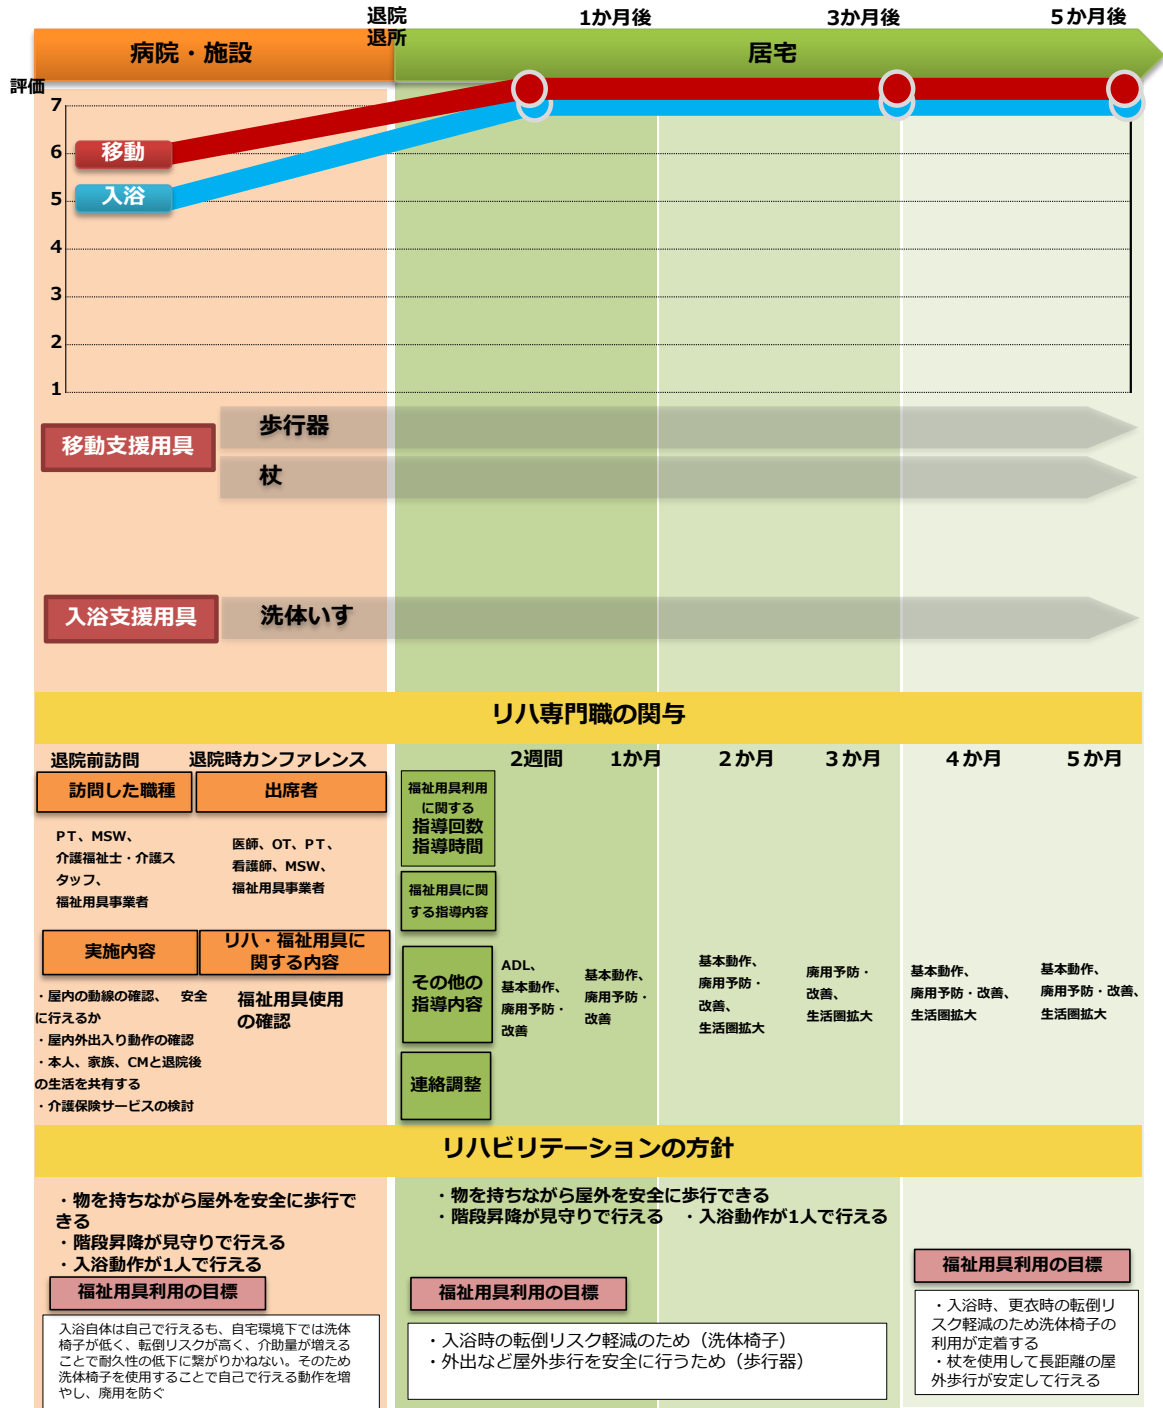 退院
退所
1か月後
3か月後
５か月後
病院・施設
居宅
評価
7
6
5
4
3
2
1
移動
入浴
移動支援用具
歩行器
杖
入浴支援用具
洗体いす
リハ専門職の関与
退院前訪問
退院時カンファレンス
2週間
1か月
２か月
３か月
４か月
５か月
訪問した職種
出席者
PＴ、MSW、
介護福祉士・介護ス
タッフ、
福祉用具事業者
医師、OT、PＴ、
看護師、MSW、
福祉用具事業者
実施内容
リハ・福祉用具に
関する内容
・屋内の動線の確認、　安全
に行えるか
・屋内外出入り動作の確認
・本人、家族、CMと退院後
の生活を共有する
・介護保険サービスの検討
福祉用具使用
の確認
福祉用具利用
に関する
指導回数
指導時間
福祉用具に関
する指導内容
その他の
指導内容
ADL、
基本動作、
廃用予防・
改善
基本動作、
廃用予防・
改善
基本動作、
廃用予防・
改善、
生活圏拡大
廃用予防・
改善、
生活圏拡大
基本動作、
廃用予防・改善、
生活圏拡大
基本動作、
廃用予防・改善、
生活圏拡大
連絡調整
リハビリテーションの方針
・物を持ちながら屋外を安全に歩行で
きる
・階段昇降が見守りで行える
・入浴動作が1人で行える
福祉用具利用の目標
入浴自体は自己で行えるも、自宅環境下では洗体
椅子が低く、転倒リスクが高く、介助量が増える
ことで耐久性の低下に繋がりかねない。そのため
洗体椅子を使用することで自己で行える動作を増
やし、廃用を防ぐ
・物を持ちながら屋外を安全に歩行できる
・階段昇降が見守りで行える　・入浴動作が1人で行える
福祉用具利用の目標
・入浴時の転倒リスク軽減のため（洗体椅子）
・外出など屋外歩行を安全に行うため（歩行器）
福祉用具利用の目標
・入浴時、更衣時の転倒リ
スク軽減のため洗体椅子の
利用が定着する
・杖を使用して長距離の屋
外歩行が安定して行える